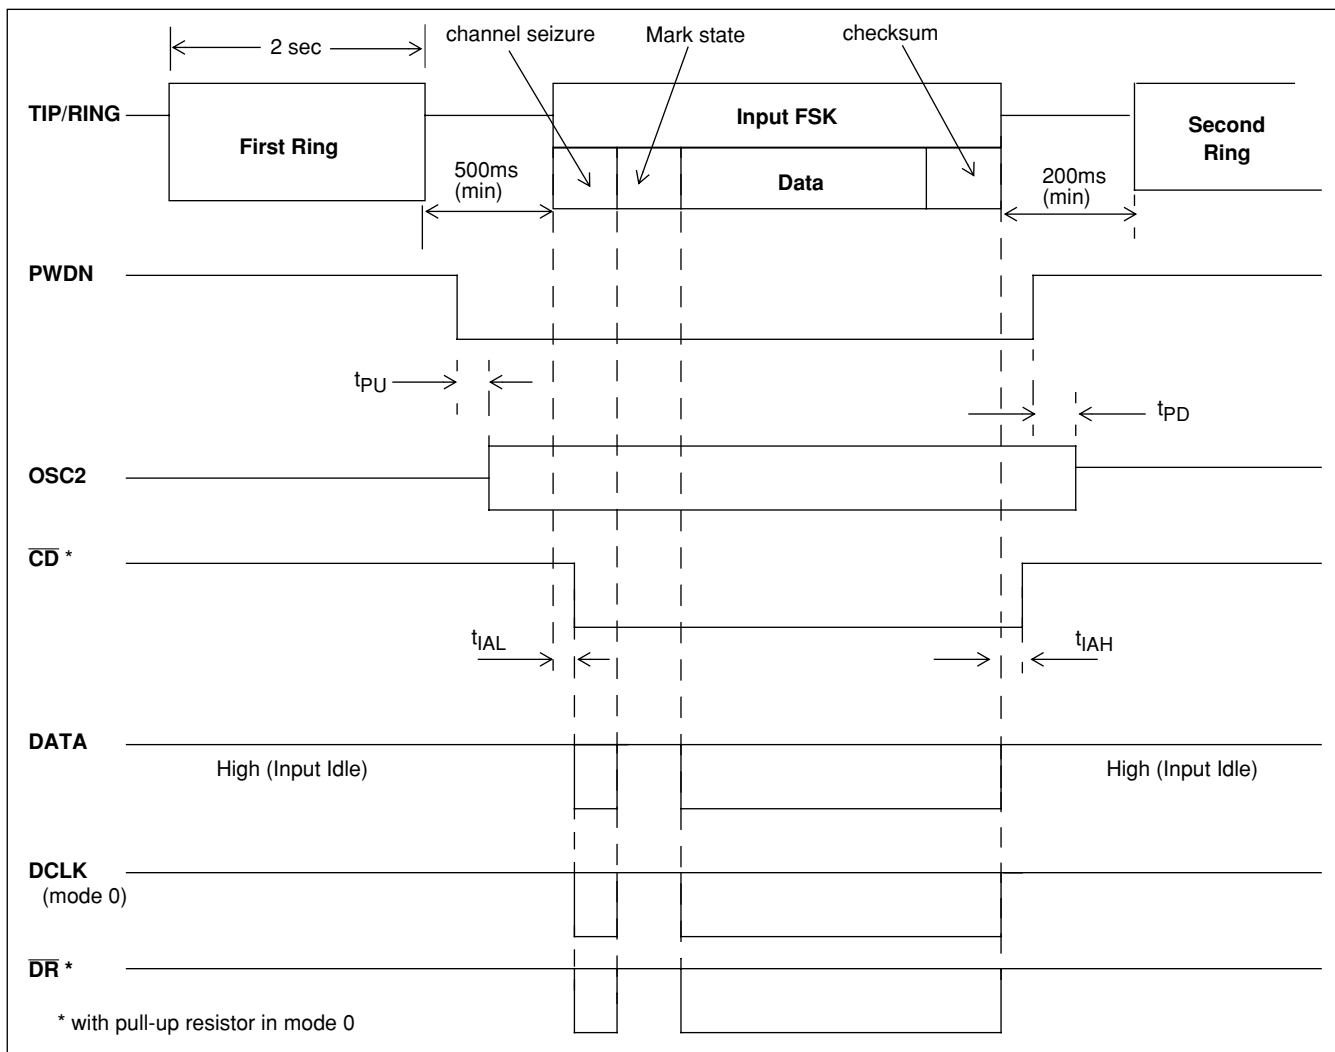 2 sec
channel seizure
Mark state
checksum
TIP/RING
First Ring
500ms
(min)
Input FSK
Data
200ms
(min)
Second
Ring
PWDN
tPU
tPD
OSC2
CD *
tIAL
tIAH
DATA
High (Input Idle)
High (Input Idle)
DCLK
(mode 0)
DR *
* with pull-up resistor in mode 0